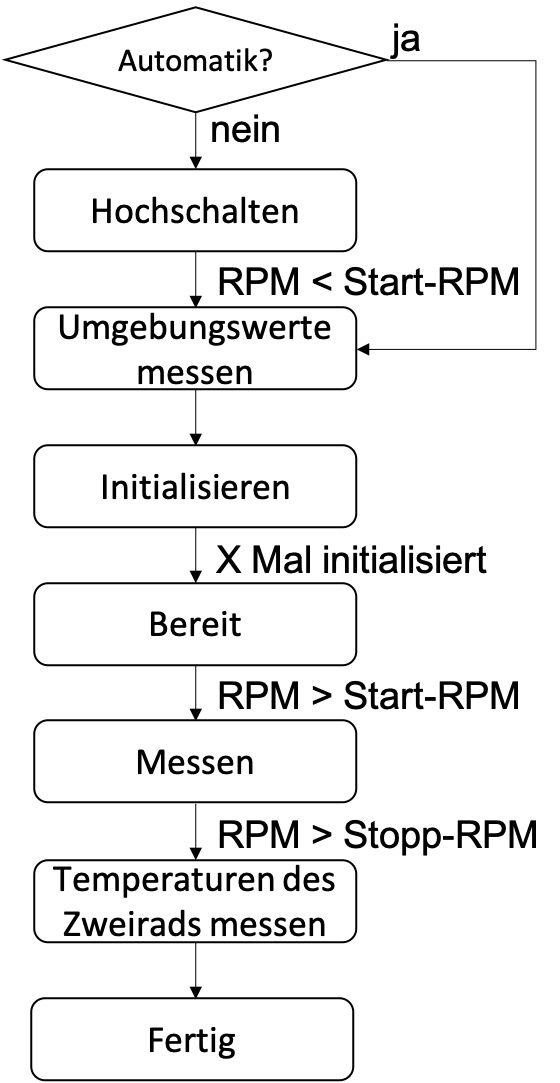 Automatik?
ja
nein
Hochschalten
RPM < Start-RPM
Umgebungswerte
messen
Initialisieren
X Mal initialisiert
Bereit
RPM > Start-RPM
Messen
RPM > Stopp-RPM
Temperaturen des
Zweirads messen
Fertig